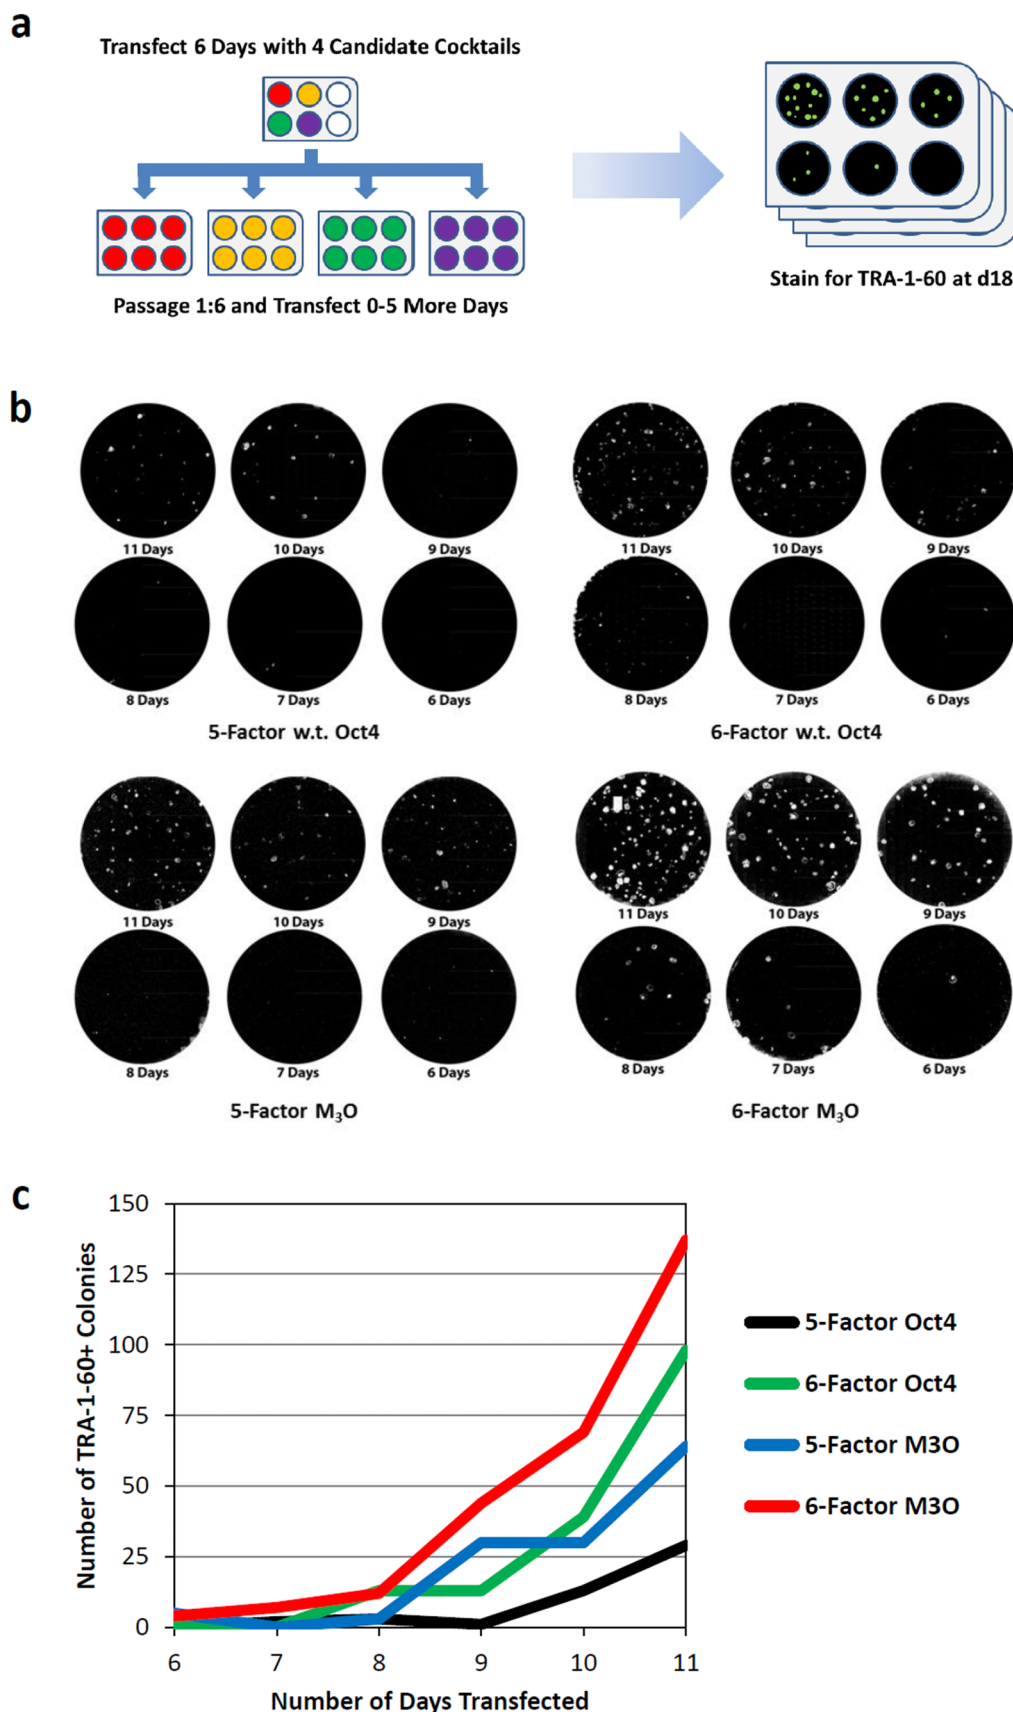 a
Transfect 6 Days with 4 Candidate Cocktails
Passage 1:6 and Transfect 0-5 More Days
Stain for TRA-1-60 at d18
b
11 Days
10 Days
9 Days
8 Days
7 Days
6 Days
5-Factor w.t. Oct4
11 Days
10 Days
9 Days
8 Days
7 Days
6 Days
6-Factor w.t. Oct4
11 Days
10 Days
9 Days
8 Days
7 Days
6 Days
5-Factor M₃O
11 Days
10 Days
9 Days
8 Days
7 Days
6 Days
6-Factor M₃O
c
Number of TRA-1-60+ Colonies
150
125
100
75
50
25
0
6 7 8 9 10 11
Number of Days Transfected
5-Factor Oct4
6-Factor Oct4
5-Factor M3O
6-Factor M3O